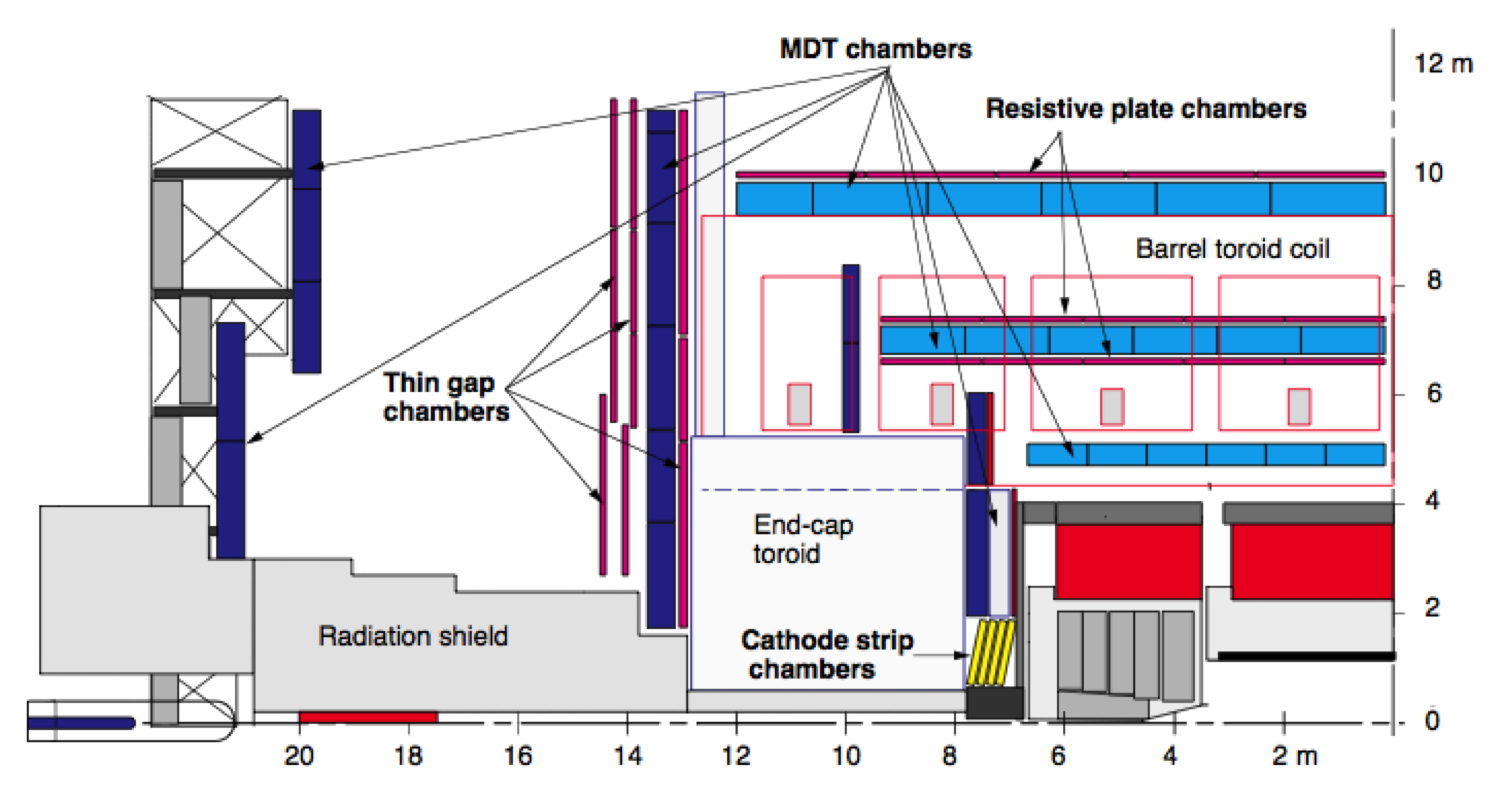 MDT chambers
12 m
Resistive plate chambers
10
Barrel toroid coil
8
Thin gap
chambers
6
End-cap
toroid
4
Radiation shield
Cathode strip
chambers
2
0
20 18 16 14 12 10 8 6 4 2 m